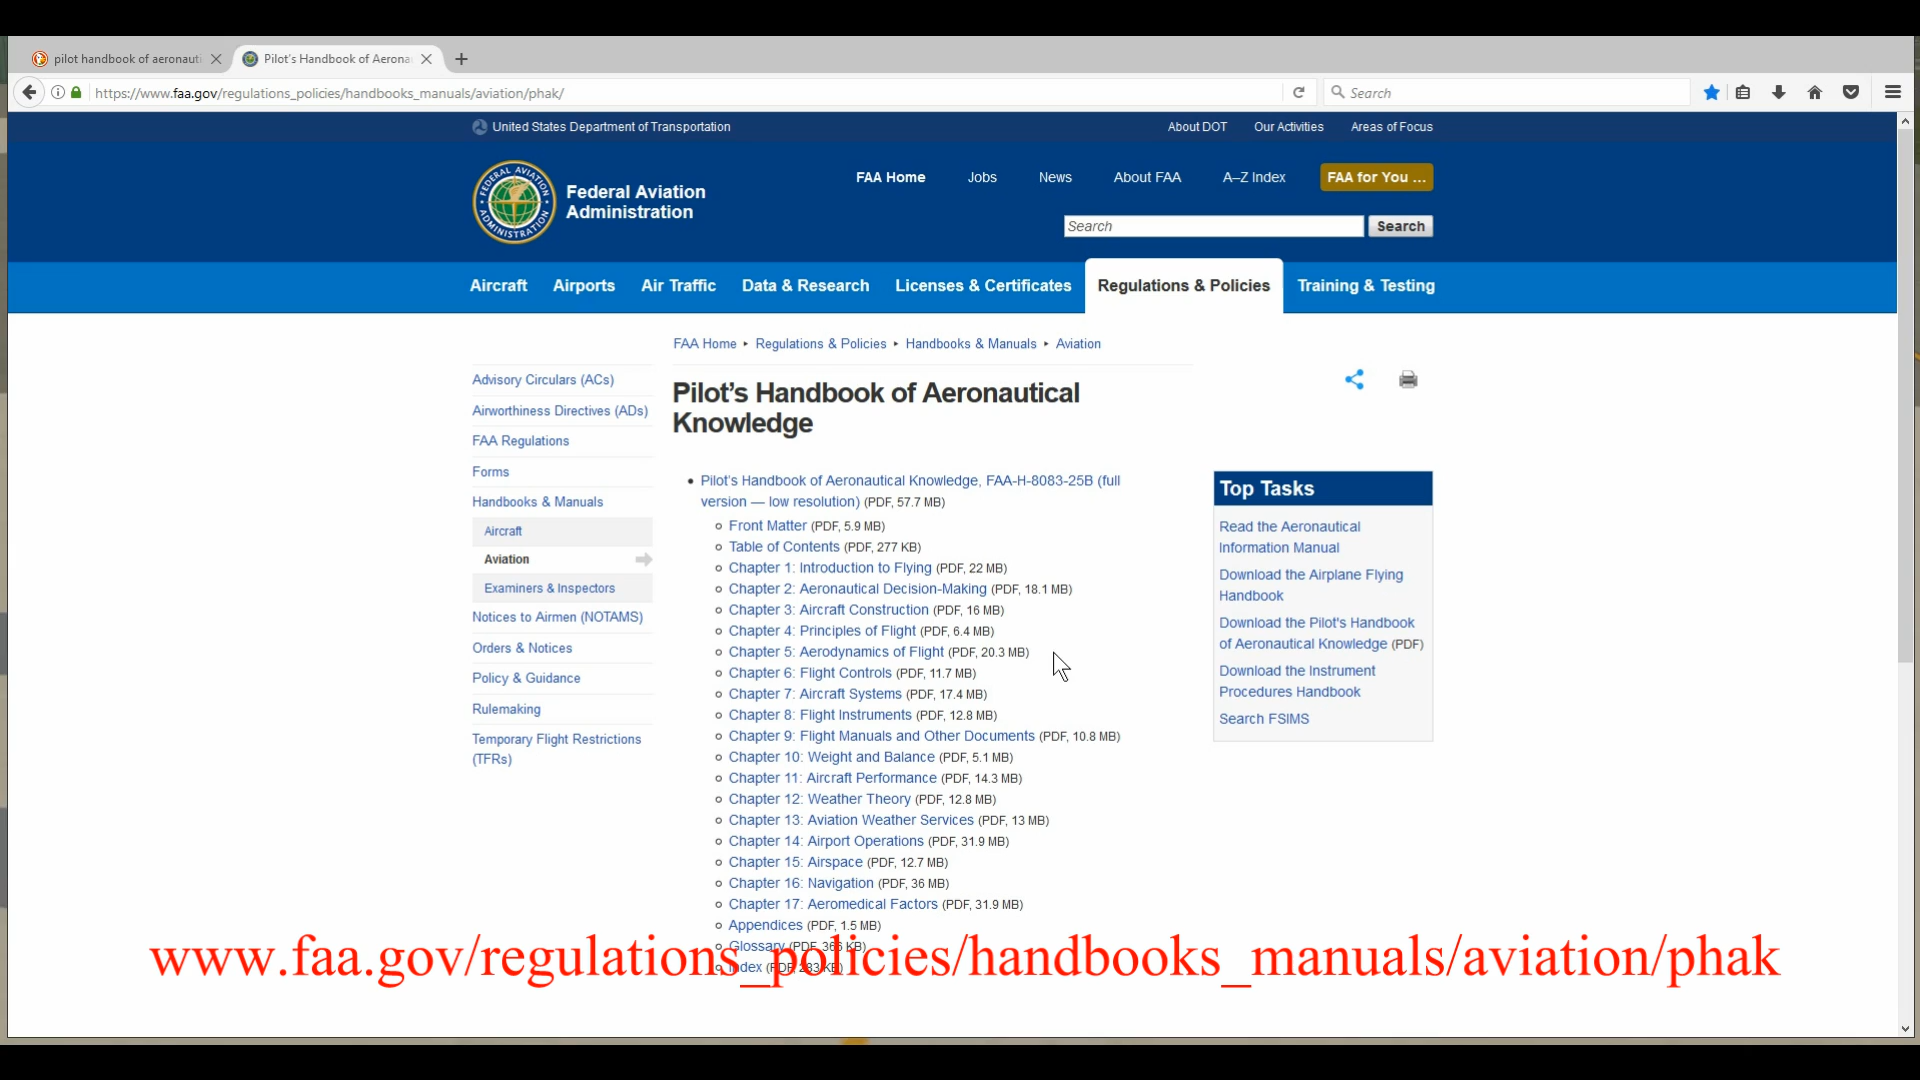 pilot handbook of aeronauti
Pilot's Handbook of Aerona
https://www.faa.gov/regulations_policies/handbooks_manuals/aviation/phak/
Search
United States Department of Transportation
About DOT
Our Activities
Areas of Focus
FEDERAL AVIATION ADMINISTRATION
Federal Aviation
Administration
FAA Home
Jobs
News
About FAA
A–Z Index
FAA for You ...
Search
Search
Aircraft
Airports
Air Traffic
Data & Research
Licenses & Certificates
Regulations & Policies
Training & Testing
FAA Home ▸ Regulations & Policies ▸ Handbooks & Manuals ▸ Aviation
Advisory Circulars (ACs)
Airworthiness Directives (ADs)
FAA Regulations
Forms
Handbooks & Manuals
Aircraft
Aviation
Examiners & Inspectors
Notices to Airmen (NOTAMS)
Orders & Notices
Policy & Guidance
Rulemaking
Temporary Flight Restrictions
(TFRs)
Pilot's Handbook of Aeronautical
Knowledge
Pilot's Handbook of Aeronautical Knowledge, FAA-H-8083-25B (full
version — low resolution) (PDF, 57.7 MB)
Front Matter (PDF, 5.9 MB)
Table of Contents (PDF, 277 KB)
Chapter 1: Introduction to Flying (PDF, 22 MB)
Chapter 2: Aeronautical Decision-Making (PDF, 18.1 MB)
Chapter 3: Aircraft Construction (PDF, 16 MB)
Chapter 4: Principles of Flight (PDF, 6.4 MB)
Chapter 5: Aerodynamics of Flight (PDF, 20.3 MB)
Chapter 6: Flight Controls (PDF, 11.7 MB)
Chapter 7: Aircraft Systems (PDF, 17.4 MB)
Chapter 8: Flight Instruments (PDF, 12.8 MB)
Chapter 9: Flight Manuals and Other Documents (PDF, 10.8 MB)
Chapter 10: Weight and Balance (PDF, 5.1 MB)
Chapter 11: Aircraft Performance (PDF, 14.3 MB)
Chapter 12: Weather Theory (PDF, 12.8 MB)
Chapter 13: Aviation Weather Services (PDF, 13 MB)
Chapter 14: Airport Operations (PDF, 31.9 MB)
Chapter 15: Airspace (PDF, 12.7 MB)
Chapter 16: Navigation (PDF, 36 MB)
Chapter 17: Aeromedical Factors (PDF, 31.9 MB)
Appendices (PDF, 1.5 MB)
Glossary (PDF, 366 KB)
Index (PDF, 283 KB)
Top Tasks
Read the Aeronautical
Information Manual
Download the Airplane Flying
Handbook
Download the Pilot's Handbook
of Aeronautical Knowledge (PDF)
Download the Instrument
Procedures Handbook
Search FSIMS
www.faa.gov/regulations_policies/handbooks_manuals/aviation/phak